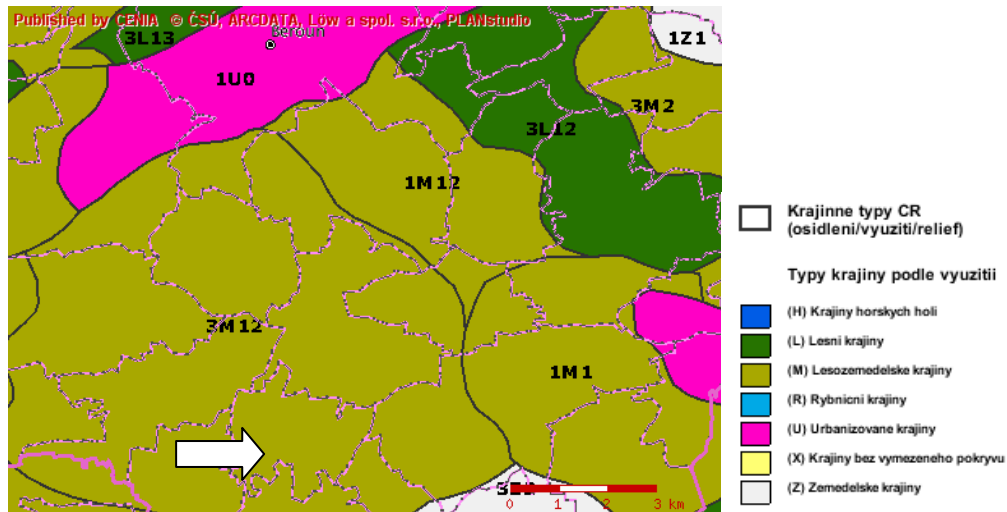 Published by CENIA © ČSÚ, ARCDATA, Löw a spol. s.r.o., PLANstudio
Beroun
3L13
1Z1
1U0
3M2
3L12
1M12
3M12
1M1
0 1 2 3 km
Krajinne typy CR
(osidleni/vyuziti/relief)
Typy krajiny podle vyuzitii
(H) Krajiny horskych holi
(L) Lesni krajiny
(M) Lesozemedelske krajiny
(R) Rybnicni krajiny
(U) Urbanizovane krajiny
(X) Krajiny bez vymezeneho pokryvu
(Z) Zemedelske krajiny